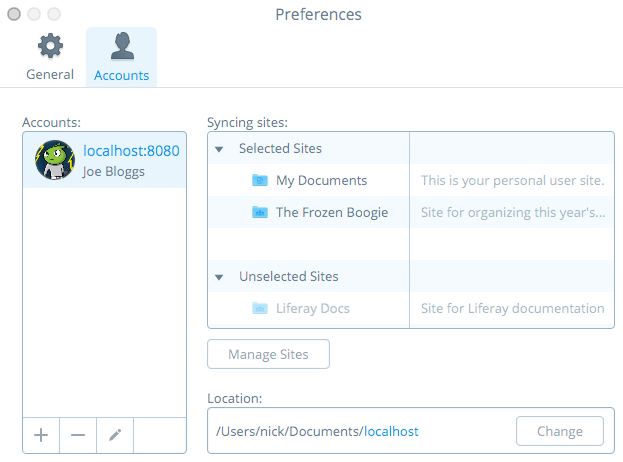 Preferences
General
Accounts
Accounts:
localhost:8080
Joe Bloggs
Syncing sites:
Selected Sites
My Documents This is your personal user site.
The Frozen Boogie Site for organizing this year's...
Unselected Sites
Liferay Docs Site for Liferay documentation
Manage Sites
Location:
/Users/nick/Documents/localhost
Change